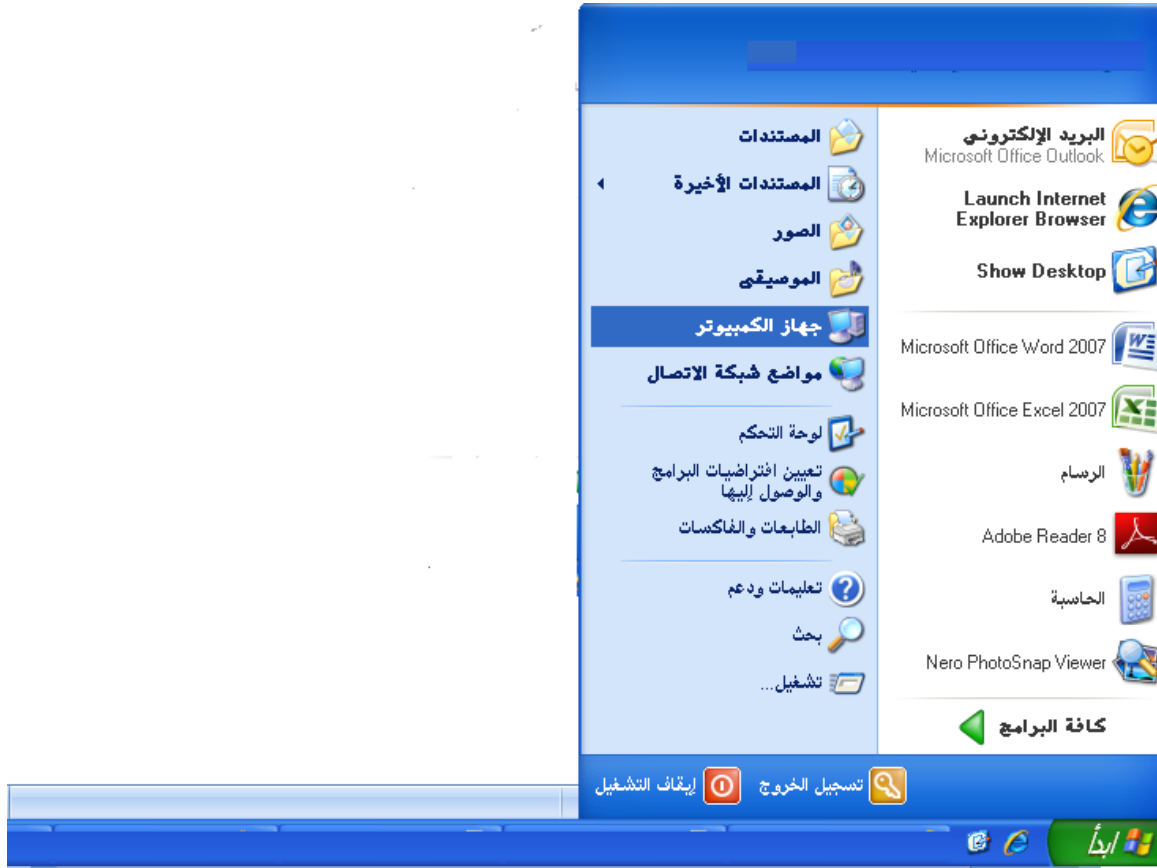 البريد الإلكتروني
Microsoft Office Outlook
Launch Internet
Explorer Browser
Show Desktop
Microsoft Office Word 2007
Microsoft Office Excel 2007
الرسام
Adobe Reader 8
الحاسبة
Nero PhotoSnap Viewer
كافة البرامج
المستندات
المستندات الأخيرة
الصور
الموسيقى
جهاز الكمبيوتر
مواضع شبكة الاتصال
لوحة التحكم
تعيين افتراضيات البرامج
والوصول إليها
الطابعات والفاكسات
تعليمات ودعم
بحث
تشغيل...
تسجيل الخروج
إيقاف التشغيل
ابدأ